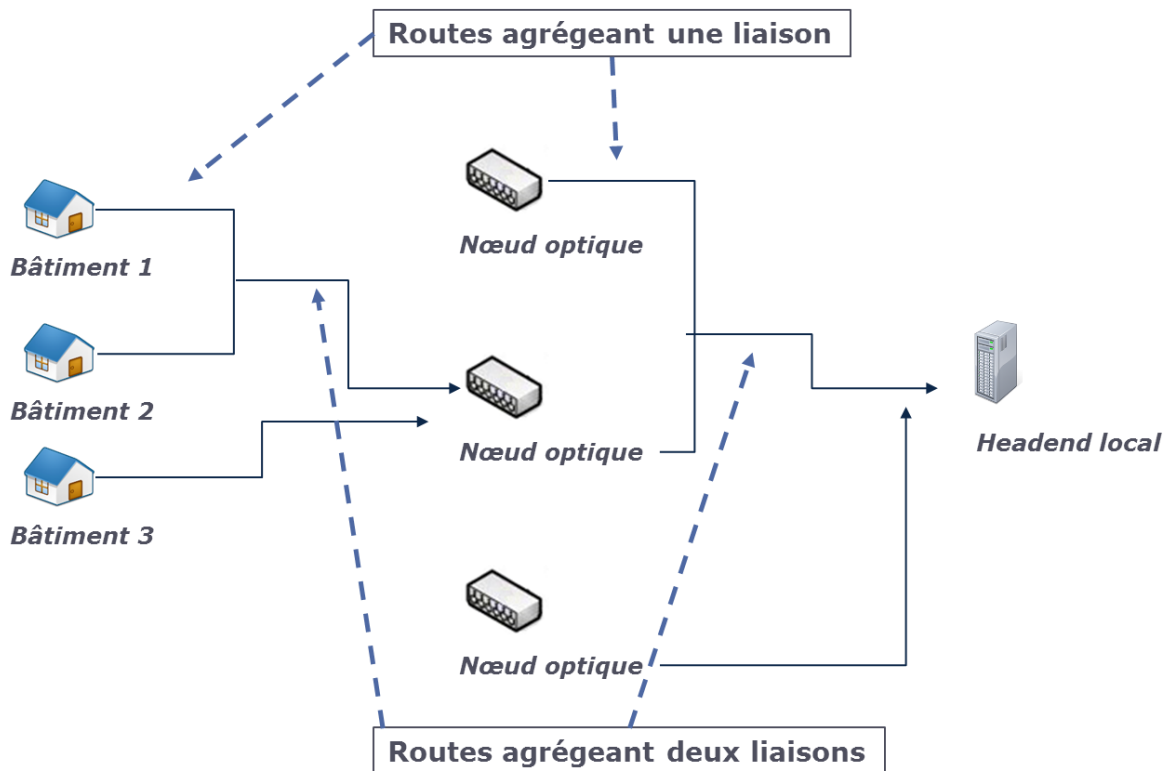 Routes agrégeant une liaison
Nœud optique
Bâtiment 1
Bâtiment 2
Nœud optique
Headend local
Bâtiment 3
Nœud optique
Routes agrégeant deux liaisons